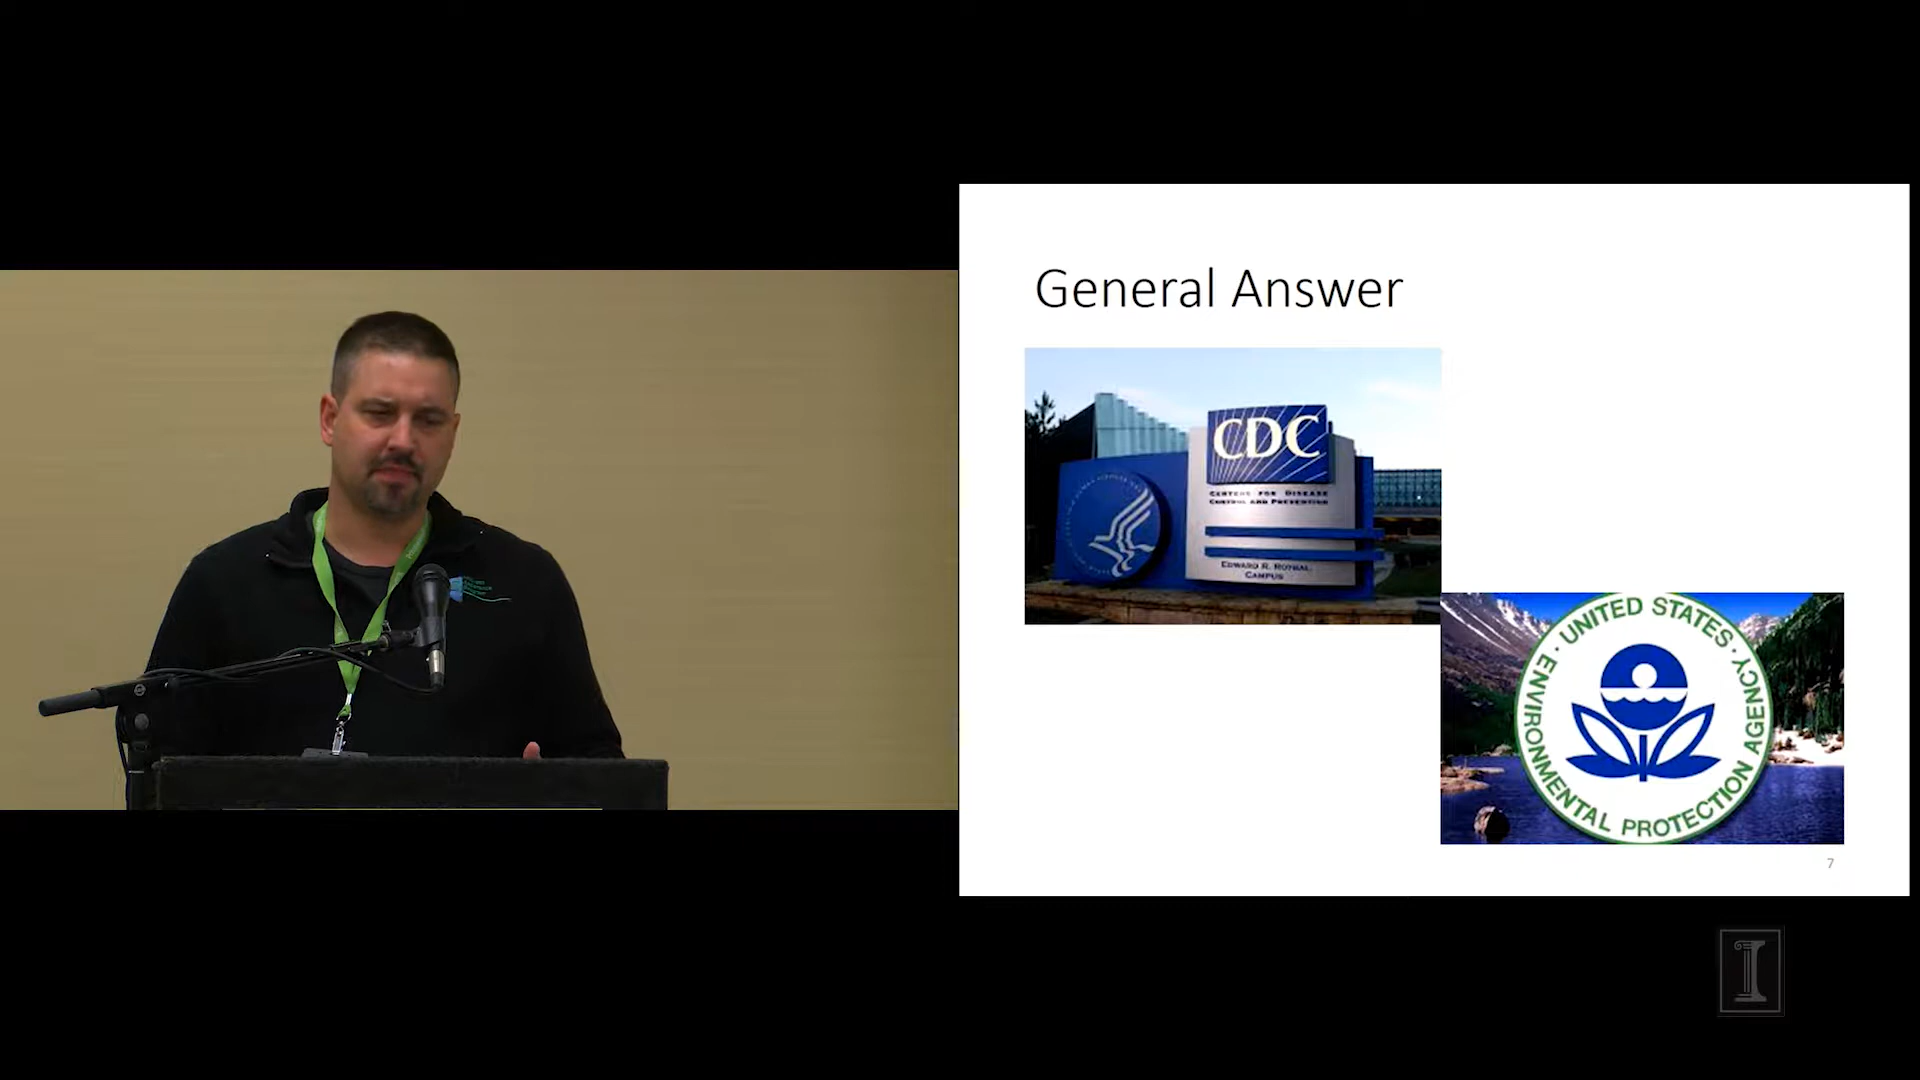 General Answer
CDC
CENTERS FOR DISEASE
CONTROL AND PREVENTION
EDWARD R. ROYBAL
CAMPUS
UNITED STATES
ENVIRONMENTAL PROTECTION AGENCY
7